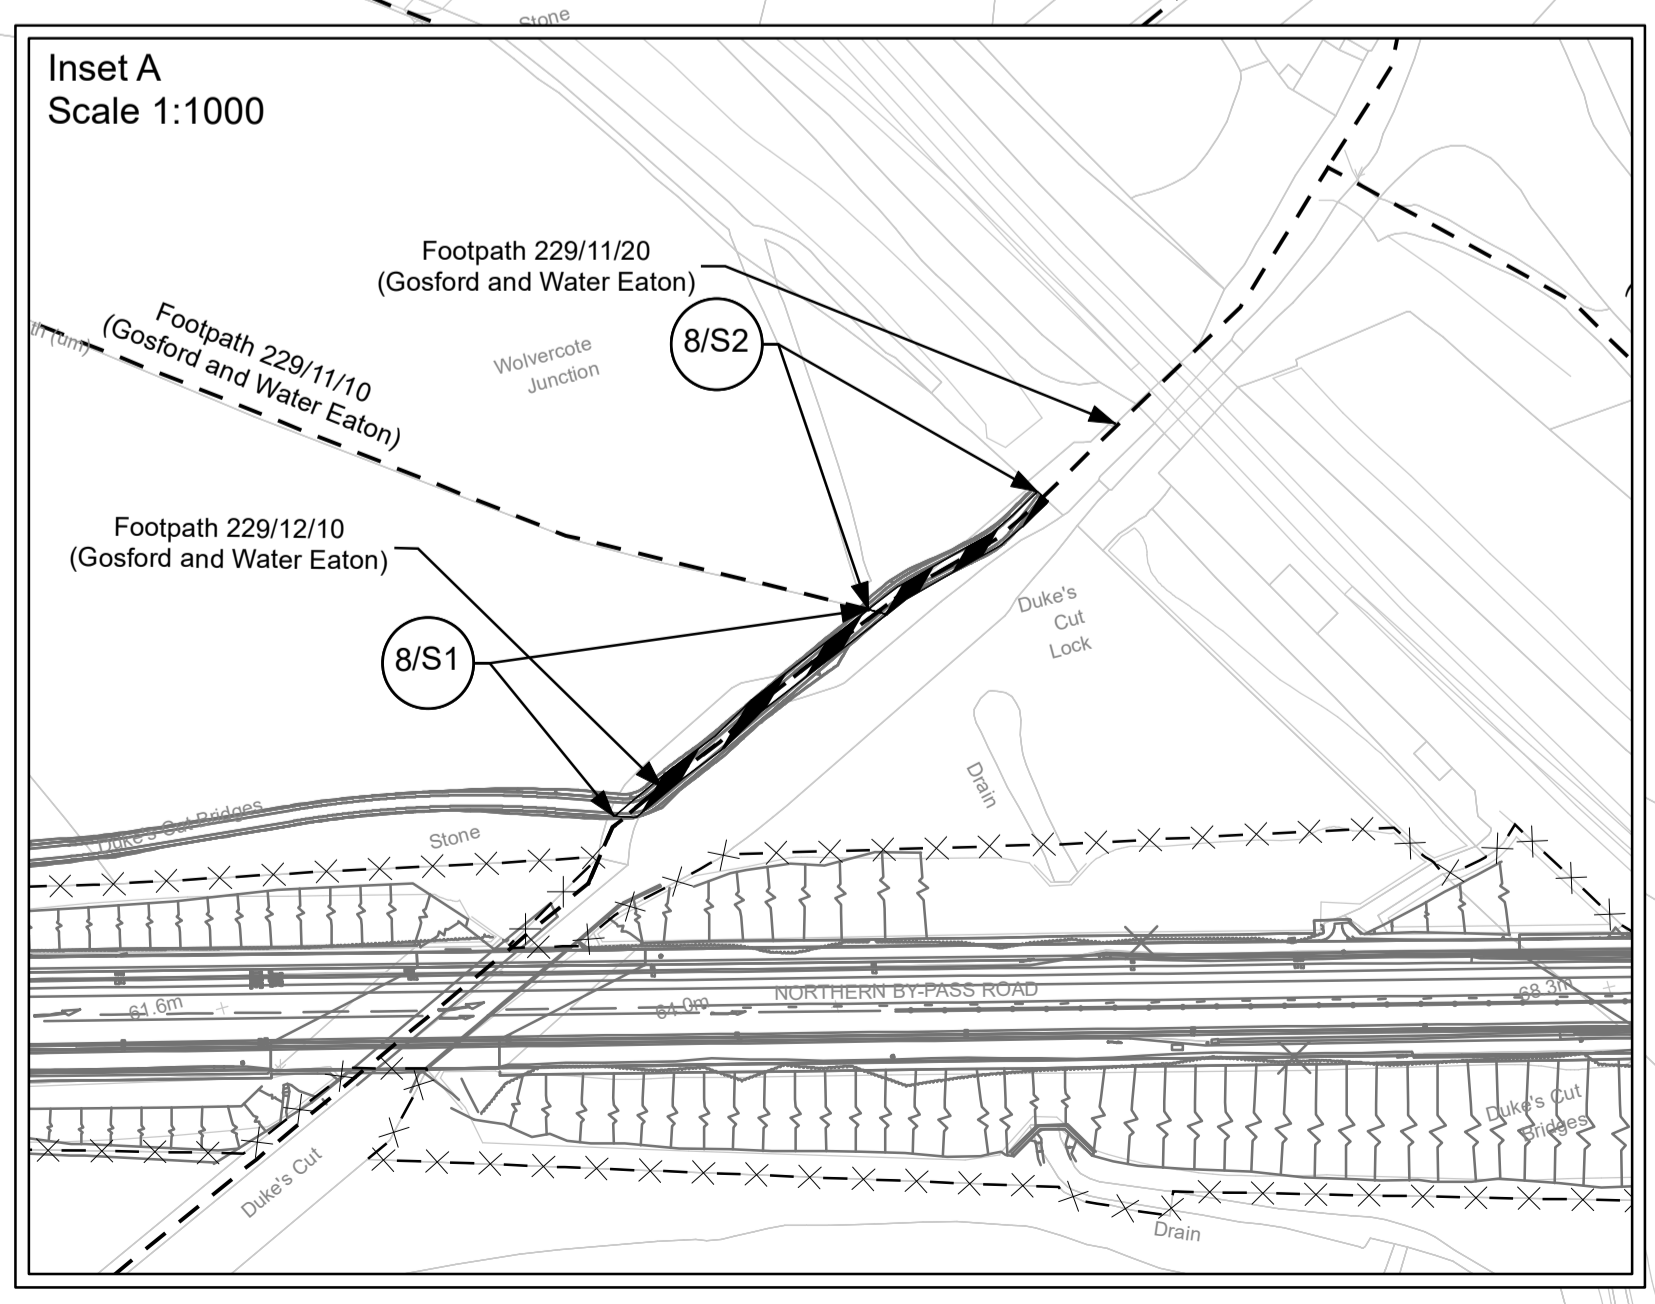 Stone
Inset A
Scale 1:1000
Footpath 229/11/20
(Gosford and Water Eaton)
8/S2
Footpath 229/11/10
(Gosford and Water Eaton)
th (um)
Wolvercote
Junction
Footpath 229/12/10
(Gosford and Water Eaton)
8/S1
Duke's
Cut
Lock
Drain
Duke's Cut Bridges
Stone
NORTHERN BY-PASS ROAD
61.6m
64.0m
68.3m
Duke's Cut
Bridges
Duke's Cut
Drain